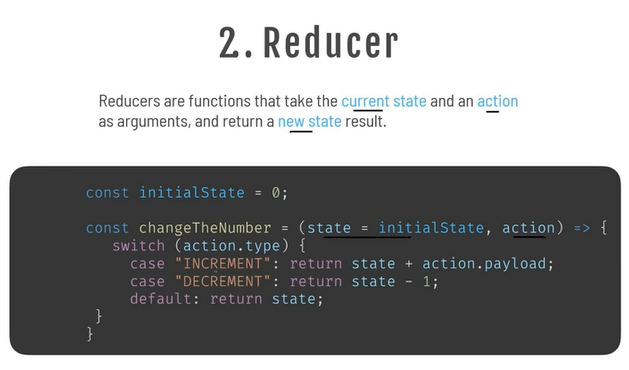 2. Reducer
Reducers are functions that take the current state and an action
as arguments, and return a new state result.
const initialState = 0;
const changeTheNumber = (state = initialState, action) => {
switch (action.type) {
case "INCREMENT": return state + action.payload;
case "DECREMENT": return state - 1;
default: return state;
}
}